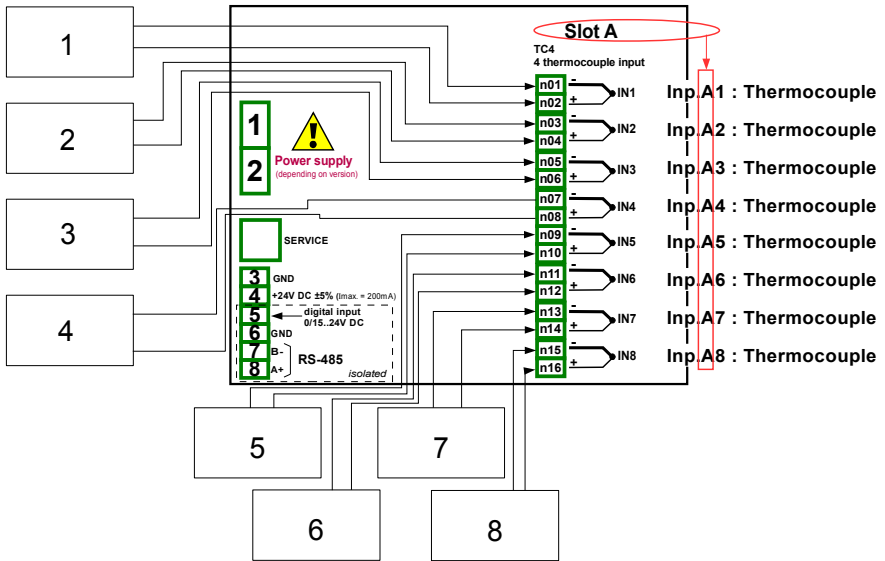 Slot A
TC4
4 thermocouple input
1
2
3
4
1
2
Power supply
(depending on version)
SERVICE
3 GND
4 +24V DC ±5% (Imax. = 200mA)
5 digital input
0/15..24V DC
6 GND
7 B-
8 A+
RS-485
isolated
n01 -
n02 + IN1 Inp.A1 : Thermocouple
n03 -
n04 + IN2 Inp.A2 : Thermocouple
n05 -
n06 + IN3 Inp.A3 : Thermocouple
n07 -
n08 + IN4 Inp.A4 : Thermocouple
n09 -
n10 + IN5 Inp.A5 : Thermocouple
n11 -
n12 + IN6 Inp.A6 : Thermocouple
n13 -
n14 + IN7 Inp.A7 : Thermocouple
n15 -
n16 + IN8 Inp.A8 : Thermocouple
5
7
6
8